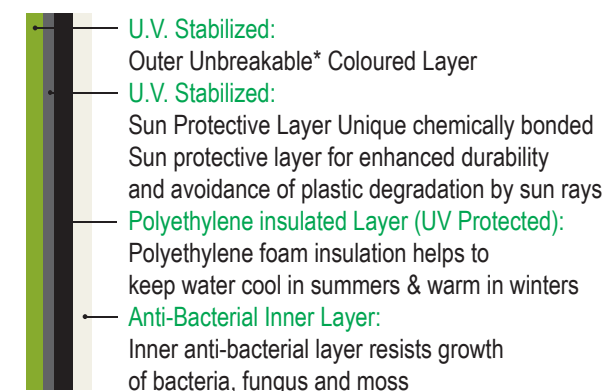 U.V. Stabilized:
Outer Unbreakable* Coloured Layer
U.V. Stabilized:
Sun Protective Layer Unique chemically bonded
Sun protective layer for enhanced durability
and avoidance of plastic degradation by sun rays
Polyethylene insulated Layer (UV Protected):
Polyethylene foam insulation helps to
keep water cool in summers & warm in winters
Anti-Bacterial Inner Layer:
Inner anti-bacterial layer resists growth
of bacteria, fungus and moss